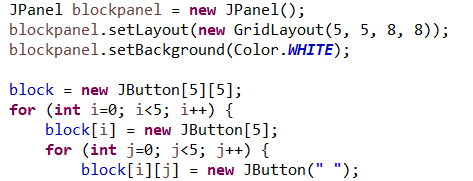 JPanel blockpanel = new JPanel();
blockpanel.setLayout(new GridLayout(5, 5, 8, 8));
blockpanel.setBackground(Color.WHITE);
block = new JButton[5][5];
for (int i=0; i<5; i++) {
block[i] = new JButton[5];
for (int j=0; j<5; j++) {
block[i][j] = new JButton(" ");